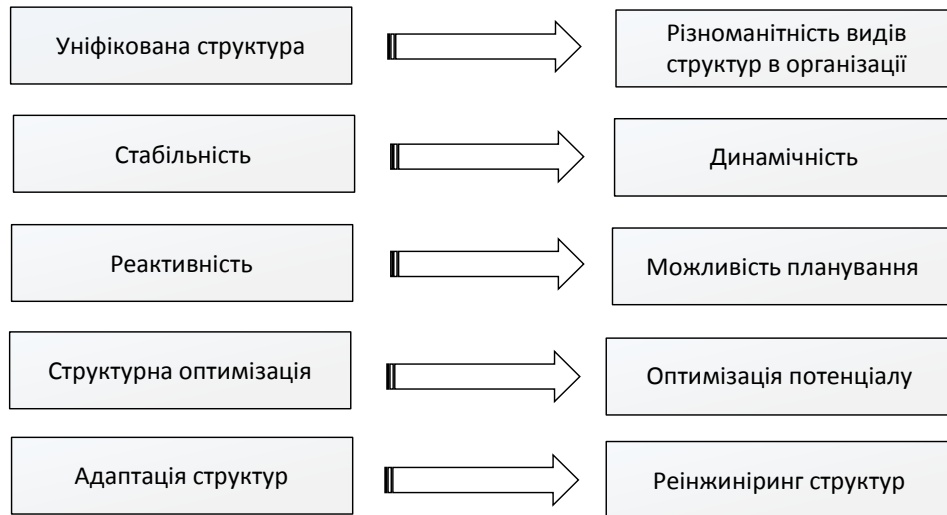 Уніфікована структура
Різноманітність видів
структур в організації
Стабільність
Динамічність
Реактивність
Можливість планування
Структурна оптимізація
Оптимізація потенціалу
Адаптація структур
Реінжиніринг структур